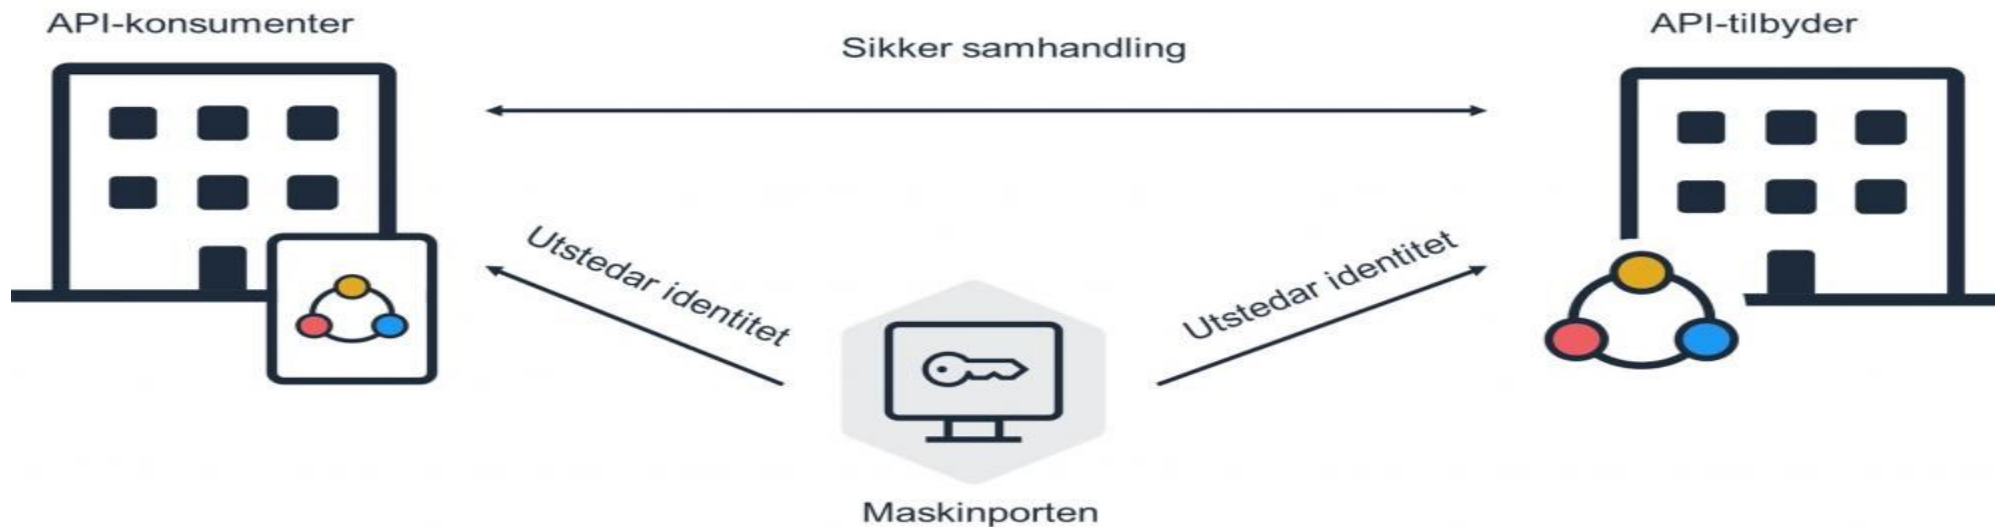 API-konsumenter
Sikker samhandling
API-tilbyder
Utstedar identitet
Utstedar identitet
Maskinporten